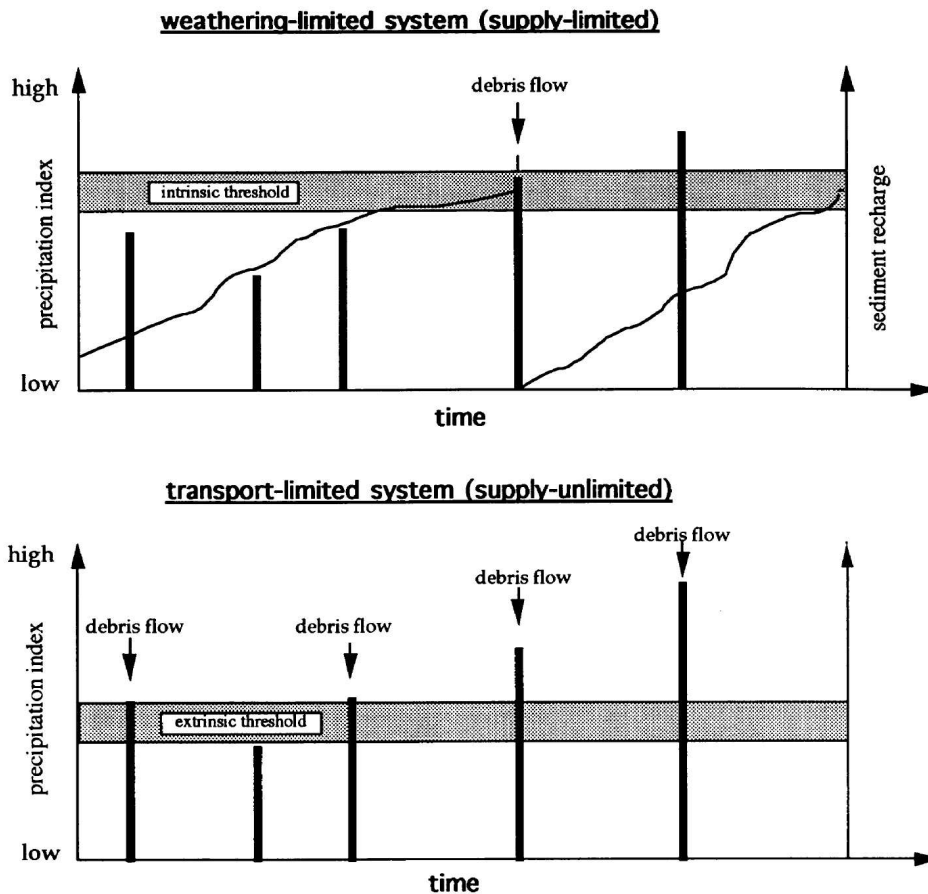 weathering-limited system (supply-limited)
high
debris flow
intrinsic threshold
precipitation index
sediment recharge
low
time
transport-limited system (supply-unlimited)
high
debris flow
debris flow
debris flow
debris flow
extrinsic threshold
precipitation index
low
time